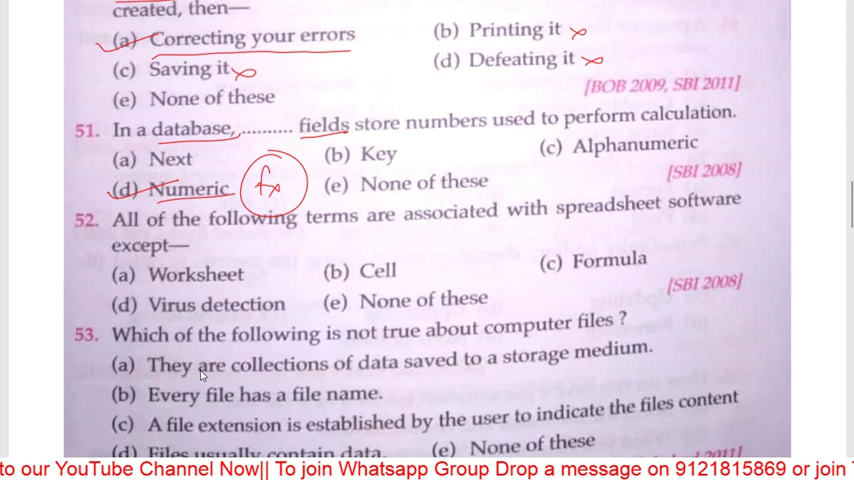 created, then—
(a) Correcting your errors (b) Printing it
(c) Saving it (d) Defeating it
(e) None of these [BOB 2009, SBI 2011]
51. In a database, .......... fields store numbers used to perform calculation.
(a) Next (b) Key (c) Alphanumeric
(d) Numeric fx (e) None of these [SBI 2008]
52. All of the following terms are associated with spreadsheet software
except—
(a) Worksheet (b) Cell (c) Formula
(d) Virus detection (e) None of these [SBI 2008]
53. Which of the following is not true about computer files ?
(a) They are collections of data saved to a storage medium.
(b) Every file has a file name.
(c) A file extension is established by the user to indicate the files content
(d) Files usually contain data. (e) None of these
to our YouTube Channel Now|| To join Whatsapp Group Drop a message on 9121815869 or join